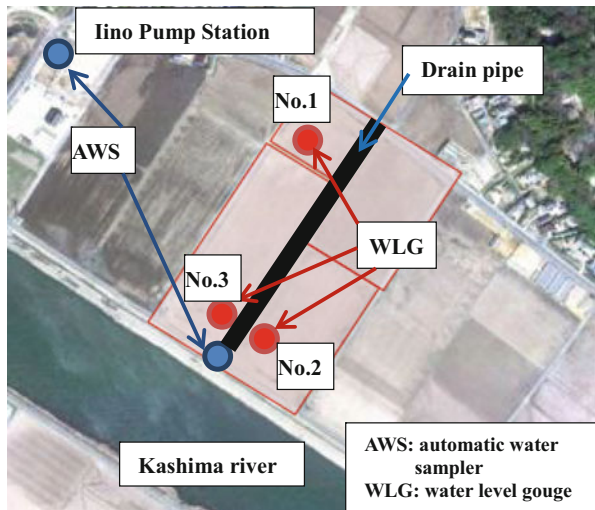 Iino Pump Station
Drain pipe
No.1
AWS
WLG
No.3
No.2
Kashima river
AWS: automatic water
sampler
WLG: water level gouge